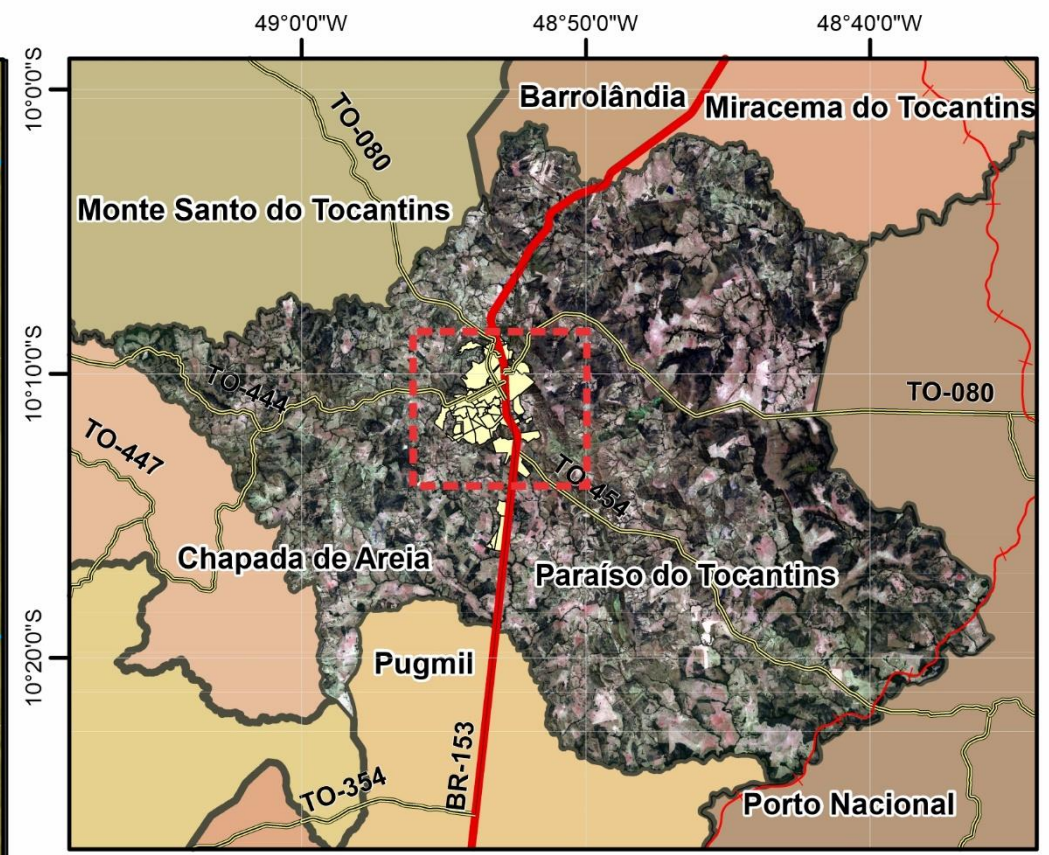 49°0'0"W
48°50'0"W
48°40'0"W
10°0'0"S
Barrolândia
Miracema do Tocantins
TO-080
Monte Santo do Tocantins
10°10'0"S
TO-444
TO-080
TO-447
TO-454
Chapada de Areia
Paraíso do Tocantins
10°20'0"S
Pugmil
BR-153
TO-354
Porto Nacional